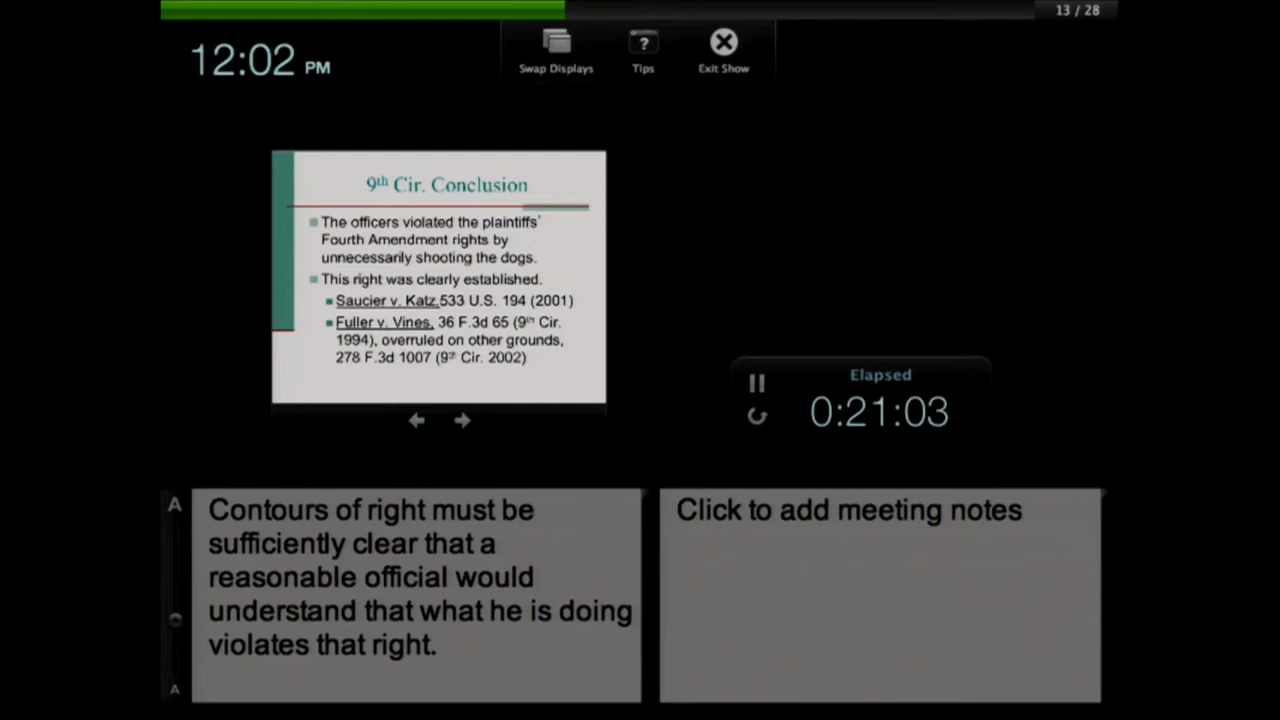 13 / 28
12:02 PM
Swap Displays
?
Tips
Exit Show
9th Cir. Conclusion
The officers violated the plaintiffs'
Fourth Amendment rights by
unnecessarily shooting the dogs.
This right was clearly established.
Saucier v. Katz,533 U.S. 194 (2001)
Fuller v. Vines, 36 F.3d 65 (9th Cir.
1994), overruled on other grounds,
278 F.3d 1007 (9th Cir. 2002)
Elapsed
0:21:03
A
Contours of right must be
sufficiently clear that a
reasonable official would
understand that what he is doing
violates that right.
A
Click to add meeting notes